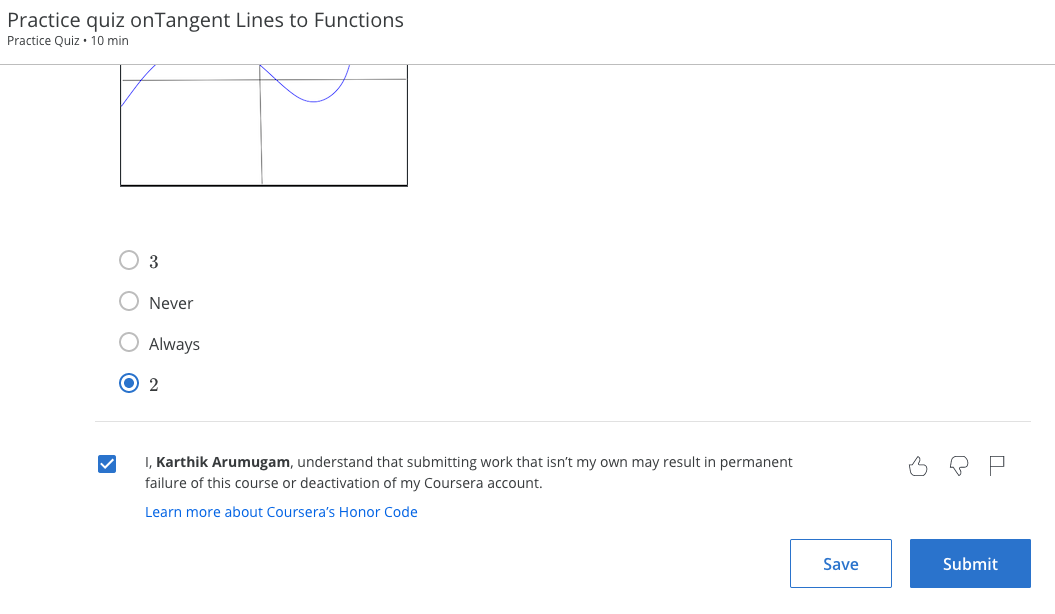 Practice quiz onTangent Lines to Functions
Practice Quiz • 10 min
3
Never
Always
2
I, Karthik Arumugam, understand that submitting work that isn’t my own may result in permanent
failure of this course or deactivation of my Coursera account.
Learn more about Coursera’s Honor Code
Save
Submit